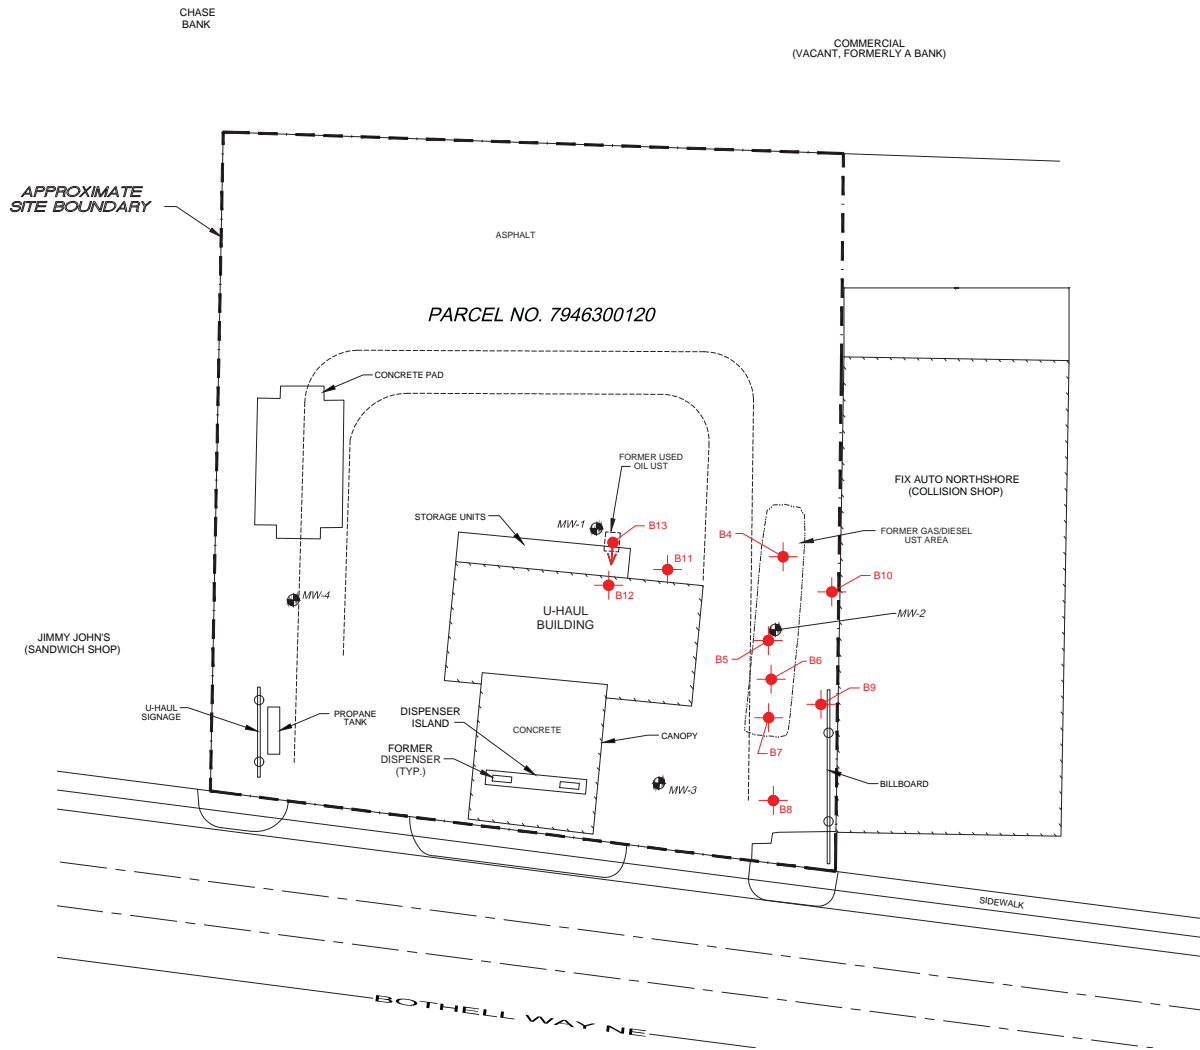 CHASE
BANK
COMMERCIAL
(VACANT, FORMERLY A BANK)
APPROXIMATE
SITE BOUNDARY
ASPHALT
PARCEL NO. 7946300120
CONCRETE PAD
FORMER USED
OIL UST
FIX AUTO NORTHSHORE
(COLLISION SHOP)
STORAGE UNITS
MW-1
B13
B4
FORMER GAS/DIESEL
UST AREA
B11
B10
B12
MW-4
U-HAUL
BUILDING
MW-2
JIMMY JOHN'S
(SANDWICH SHOP)
B5
B6
B9
U-HAUL
SIGNAGE
PROPANE
TANK
DISPENSER
ISLAND
CONCRETE
CANOPY
FORMER
DISPENSER
(TYP.)
B7
MW-3
BILLBOARD
B8
SIDEWALK
BOTHELL WAY NE